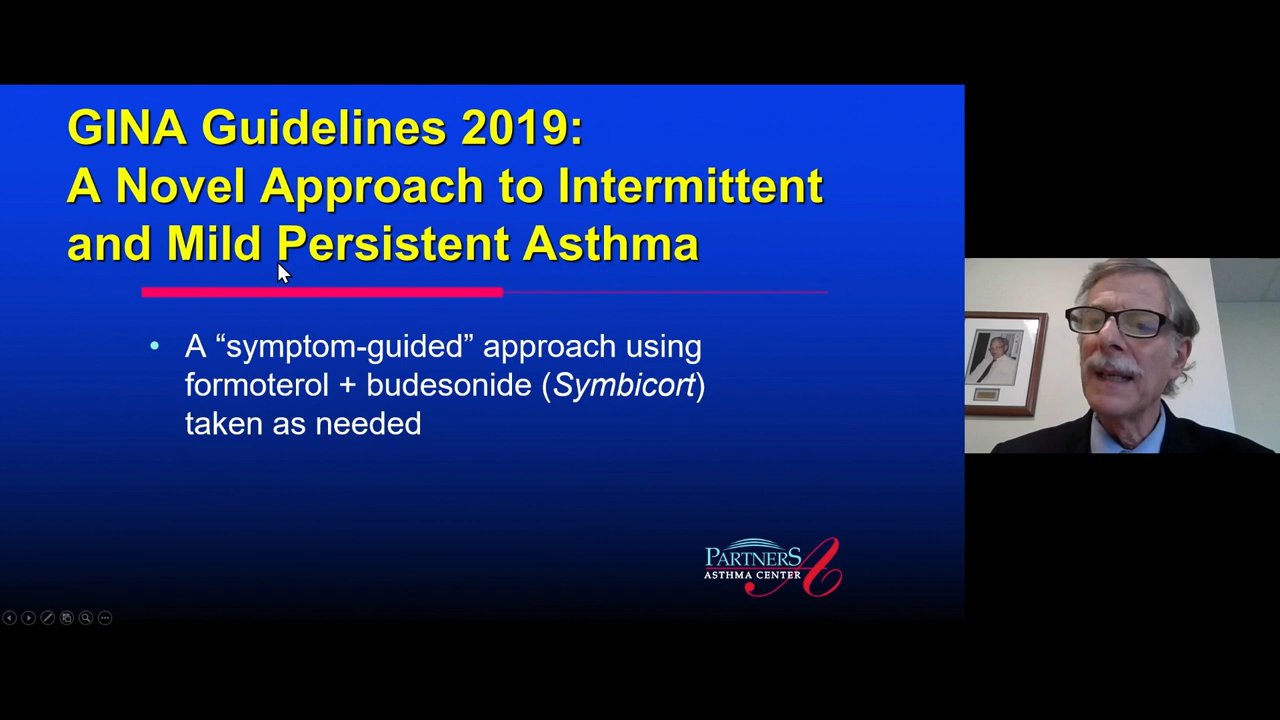 GINA Guidelines 2019:
A Novel Approach to Intermittent
and Mild Persistent Asthma
• A “symptom-guided” approach using
formoterol + budesonide (Symbicort)
taken as needed
PARTNERS
ASTHMA CENTER